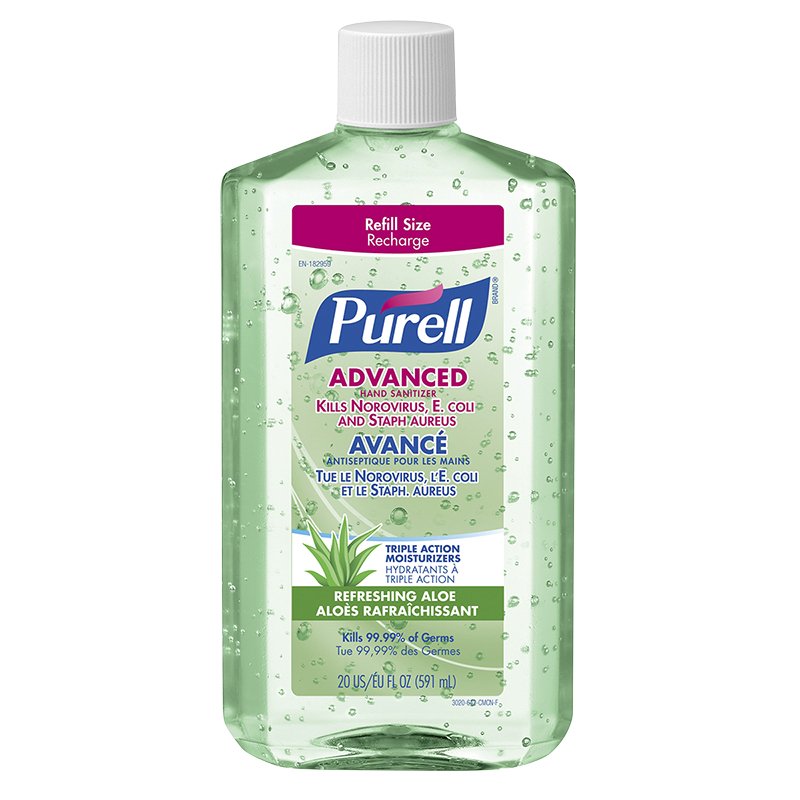 Refill Size
Recharge
EN-182959
Purell
BRAND®
ADVANCED
HAND SANITIZER
KILLS NOROVIRUS, E. COLI
AND STAPH AUREUS
AVANCÉ
ANTISEPTIQUE POUR LES MAINS
TUE LE NOROVIRUS, L'E. COLI
ET LE STAPH. AUREUS
TRIPLE ACTION
MOISTURIZERS
HYDRATANTS À
TRIPLE ACTION
REFRESHING ALOE
ALOÈS RAFRAÎCHISSANT
Kills 99.99% of Germs
Tue 99,99% des Germes
20 US/ÉU FL OZ (591 mL)